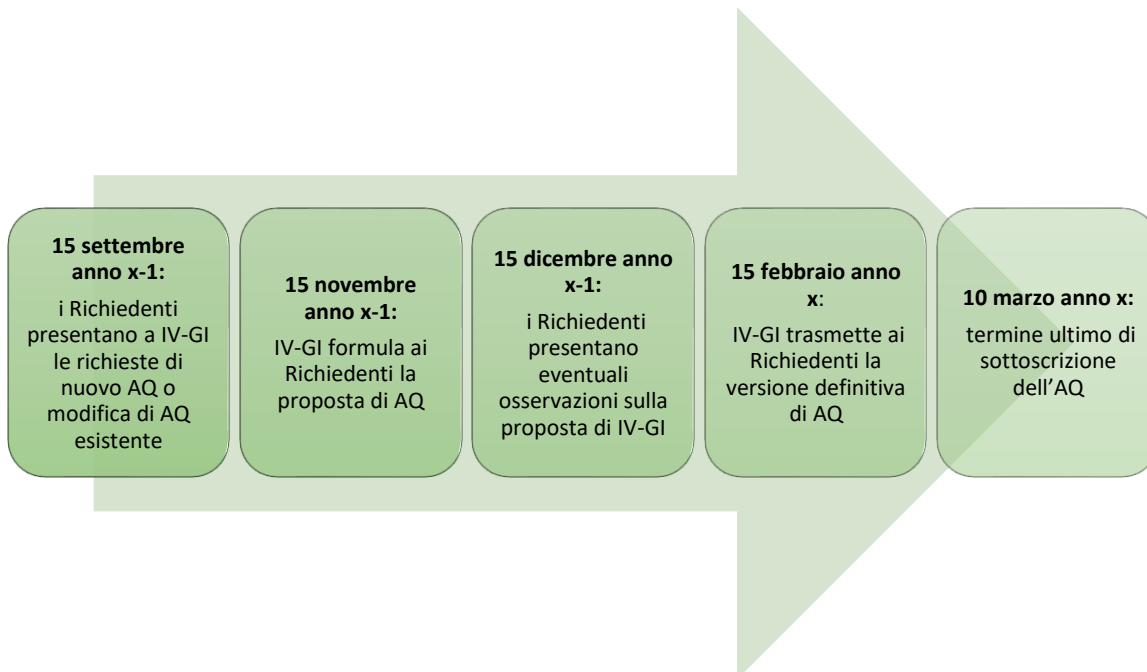 15 settembre
anno x-1:
i Richiedenti
presentano a IV-GI
le richieste di
nuovo AQ o
modifica di AQ
esistente
15 novembre
anno x-1:
IV-GI formula ai
Richiedenti la
proposta di AQ
15 dicembre anno
x-1:
i Richiedenti
presentano
eventuali
osservazioni sulla
proposta di IV-GI
15 febbraio anno
x:
IV-GI trasmette ai
Richiedenti la
versione definitiva
di AQ
10 marzo anno x:
termine ultimo di
sottoscrizione
dell’AQ